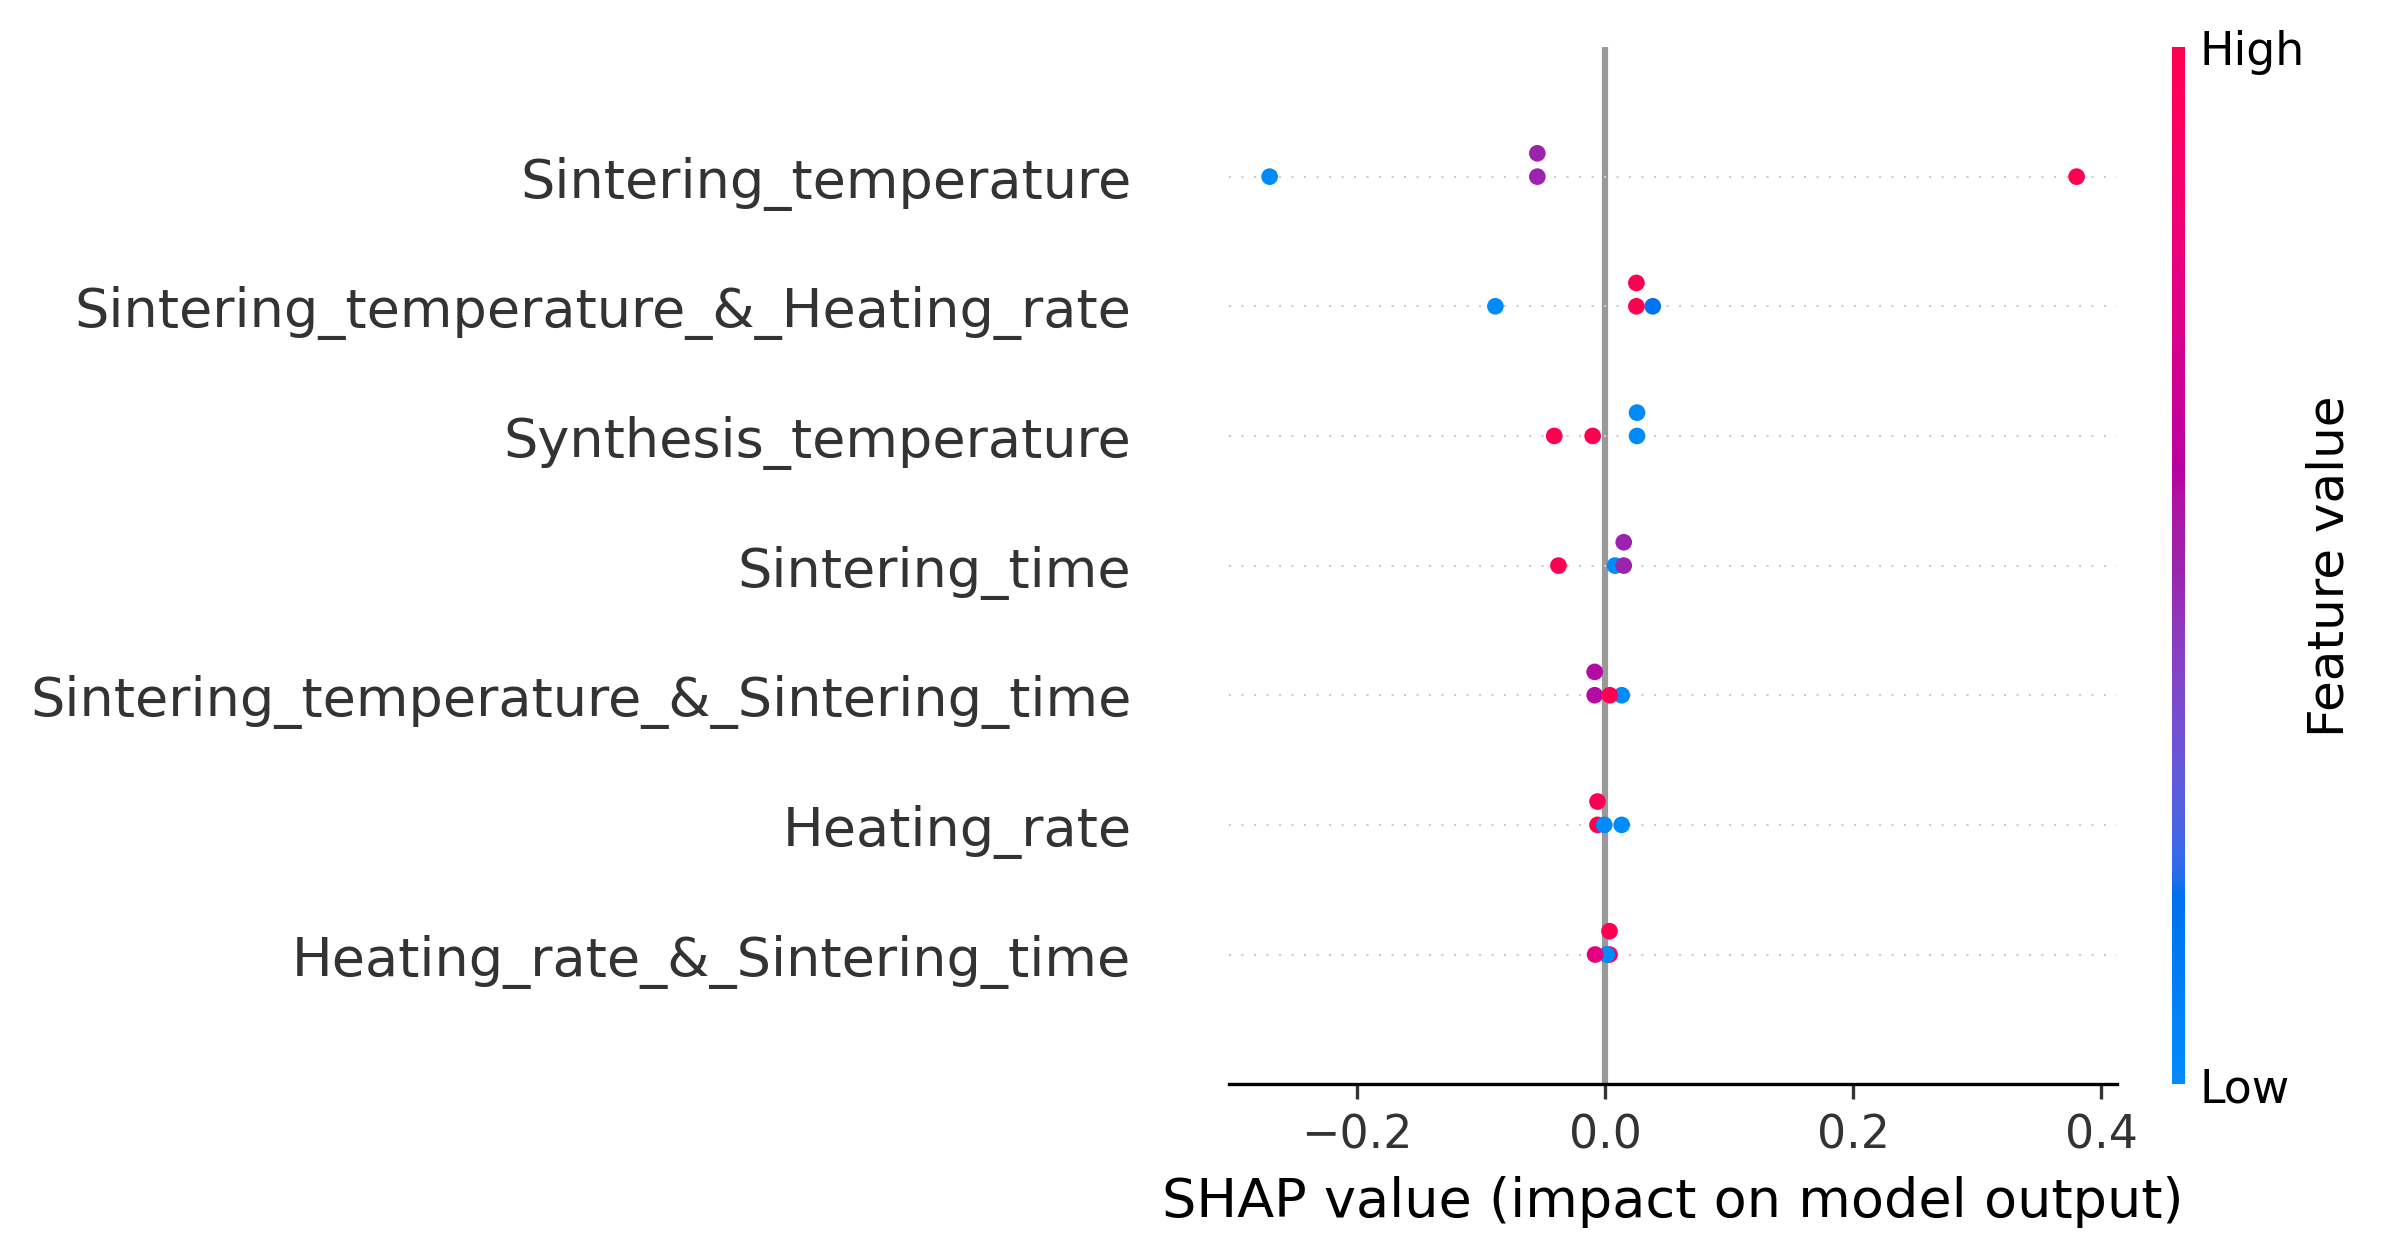 High
Sintering_temperature
Sintering_temperature_&_Heating_rate
Synthesis_temperature
Sintering_time
Sintering_temperature_&_Sintering_time
Heating_rate
Heating_rate_&_Sintering_time
Feature value
Low
−0.2 0.0 0.2 0.4
SHAP value (impact on model output)